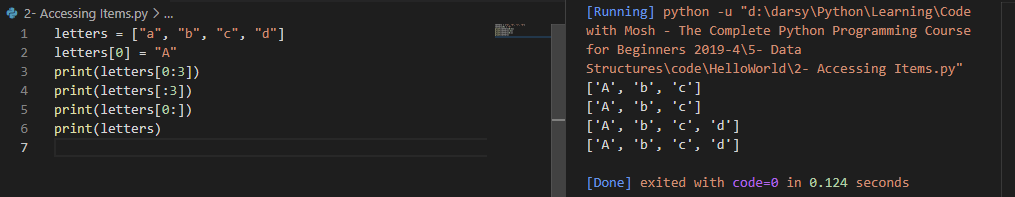 2- Accessing Items.py > ...
1 letters = ["a", "b", "c", "d"]
2 letters[0] = "A"
3 print(letters[0:3])
4 print(letters[:3])
5 print(letters[0:])
6 print(letters)
7
[Running] python -u "d:\darsy\Python\Learning\Code
with Mosh - The Complete Python Programming Course
for Beginners 2019-4\5- Data
Structures\code\HelloWorld\2- Accessing Items.py"
['A', 'b', 'c']
['A', 'b', 'c']
['A', 'b', 'c', 'd']
['A', 'b', 'c', 'd']
[Done] exited with code=0 in 0.124 seconds